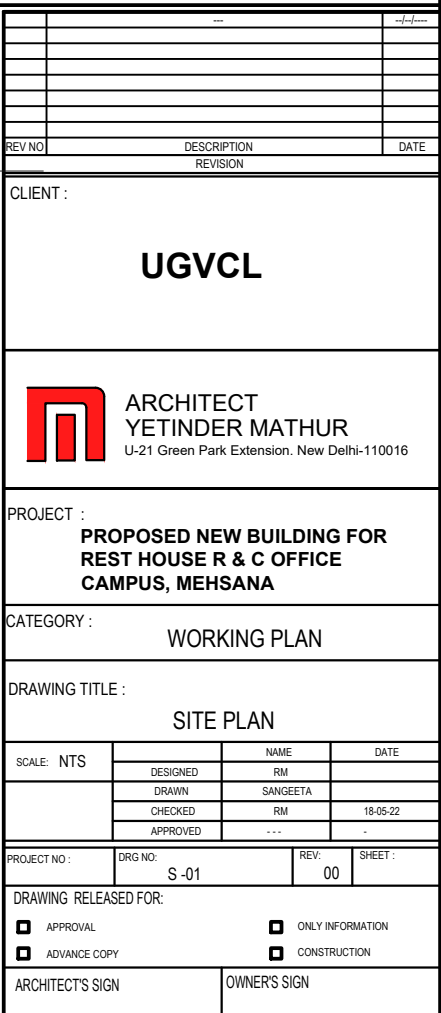 --- --/--/----
REV NO DESCRIPTION DATE
REVISION
CLIENT :
UGVCL
ARCHITECT
YETINDER MATHUR
U-21 Green Park Extension. New Delhi-110016
PROJECT :
PROPOSED NEW BUILDING FOR
REST HOUSE R & C OFFICE
CAMPUS, MEHSANA
CATEGORY :
WORKING PLAN
DRAWING TITLE :
SITE PLAN
SCALE: NTS
NAME DATE
DESIGNED RM
DRAWN SANGEETA
CHECKED RM 18-05-22
APPROVED - - - -
PROJECT NO : DRG NO: REV: SHEET :
S -01 00
DRAWING RELEASED FOR:
APPROVAL ONLY INFORMATION
ADVANCE COPY CONSTRUCTION
ARCHITECT'S SIGN OWNER'S SIGN